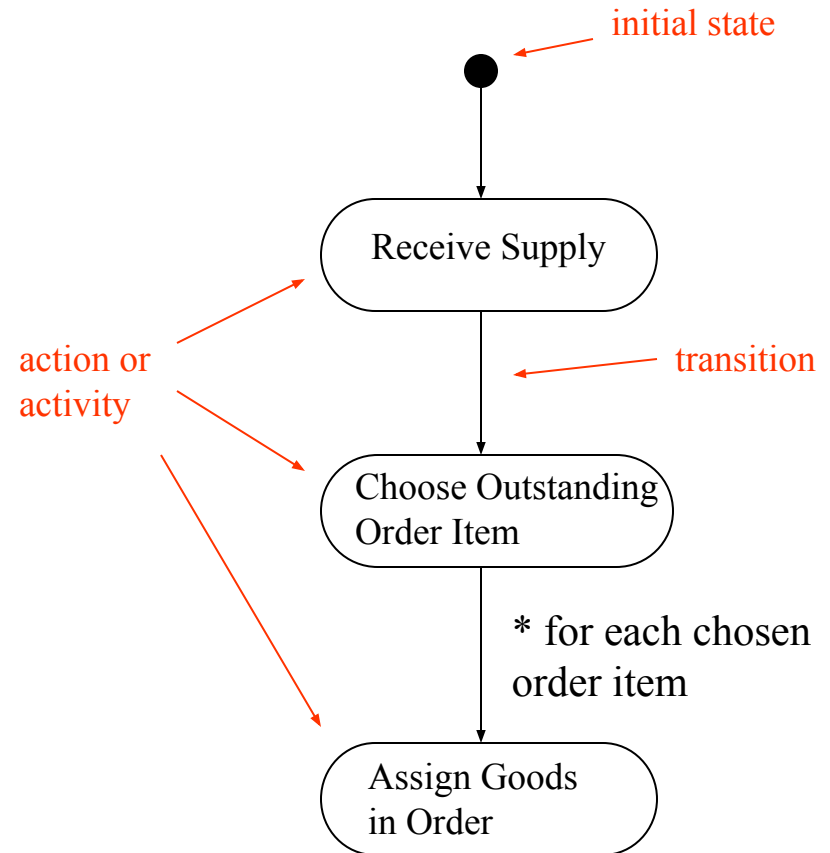 initial state
Receive Supply
action or
activity
transition
Choose Outstanding
Order Item
* for each chosen
order item
Assign Goods
in Order